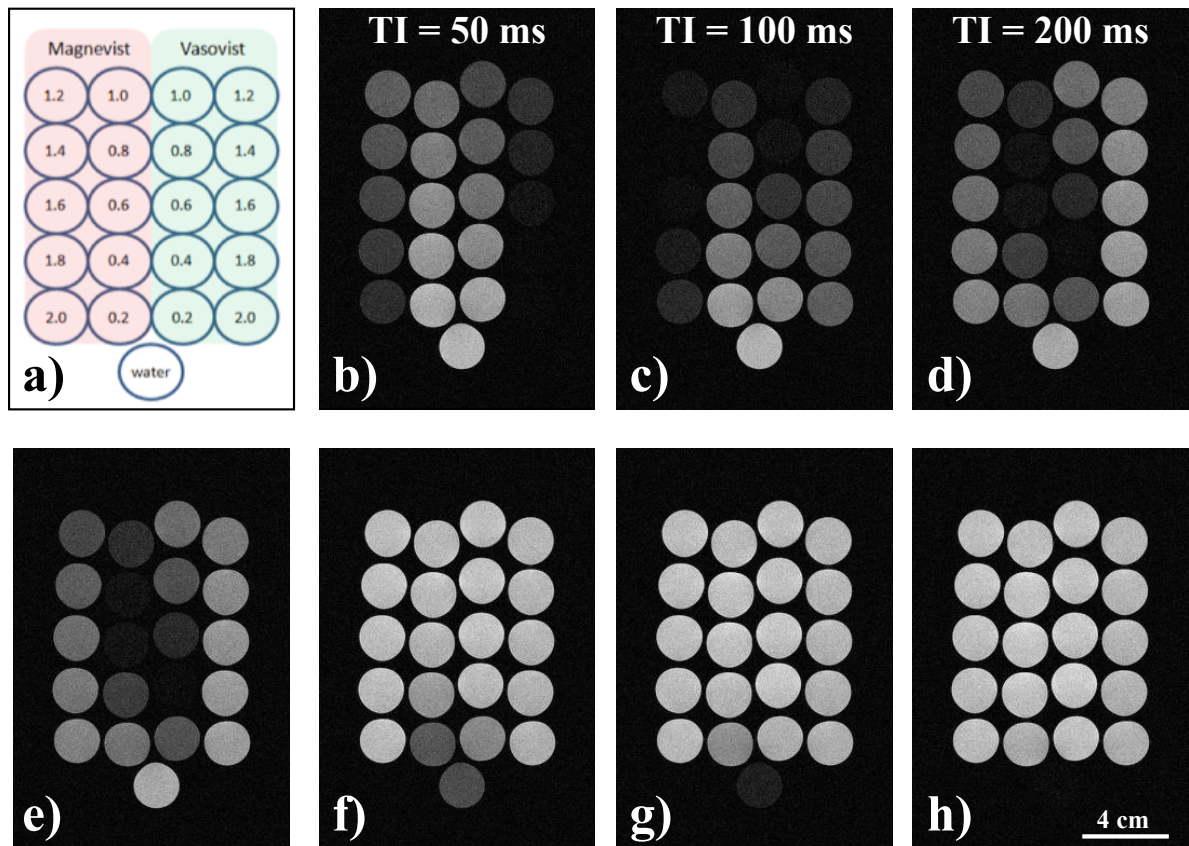 TI = 50 ms
TI = 100 ms
TI = 200 ms
Magnevist
Vasovist
1.2 1.0 1.0 1.2
1.4 0.8 0.8 1.4
1.6 0.6 0.6 1.6
1.8 0.4 0.4 1.8
2.0 0.2 0.2 2.0
water
a)
b)
c)
d)
e)
f)
g)
h)
4 cm